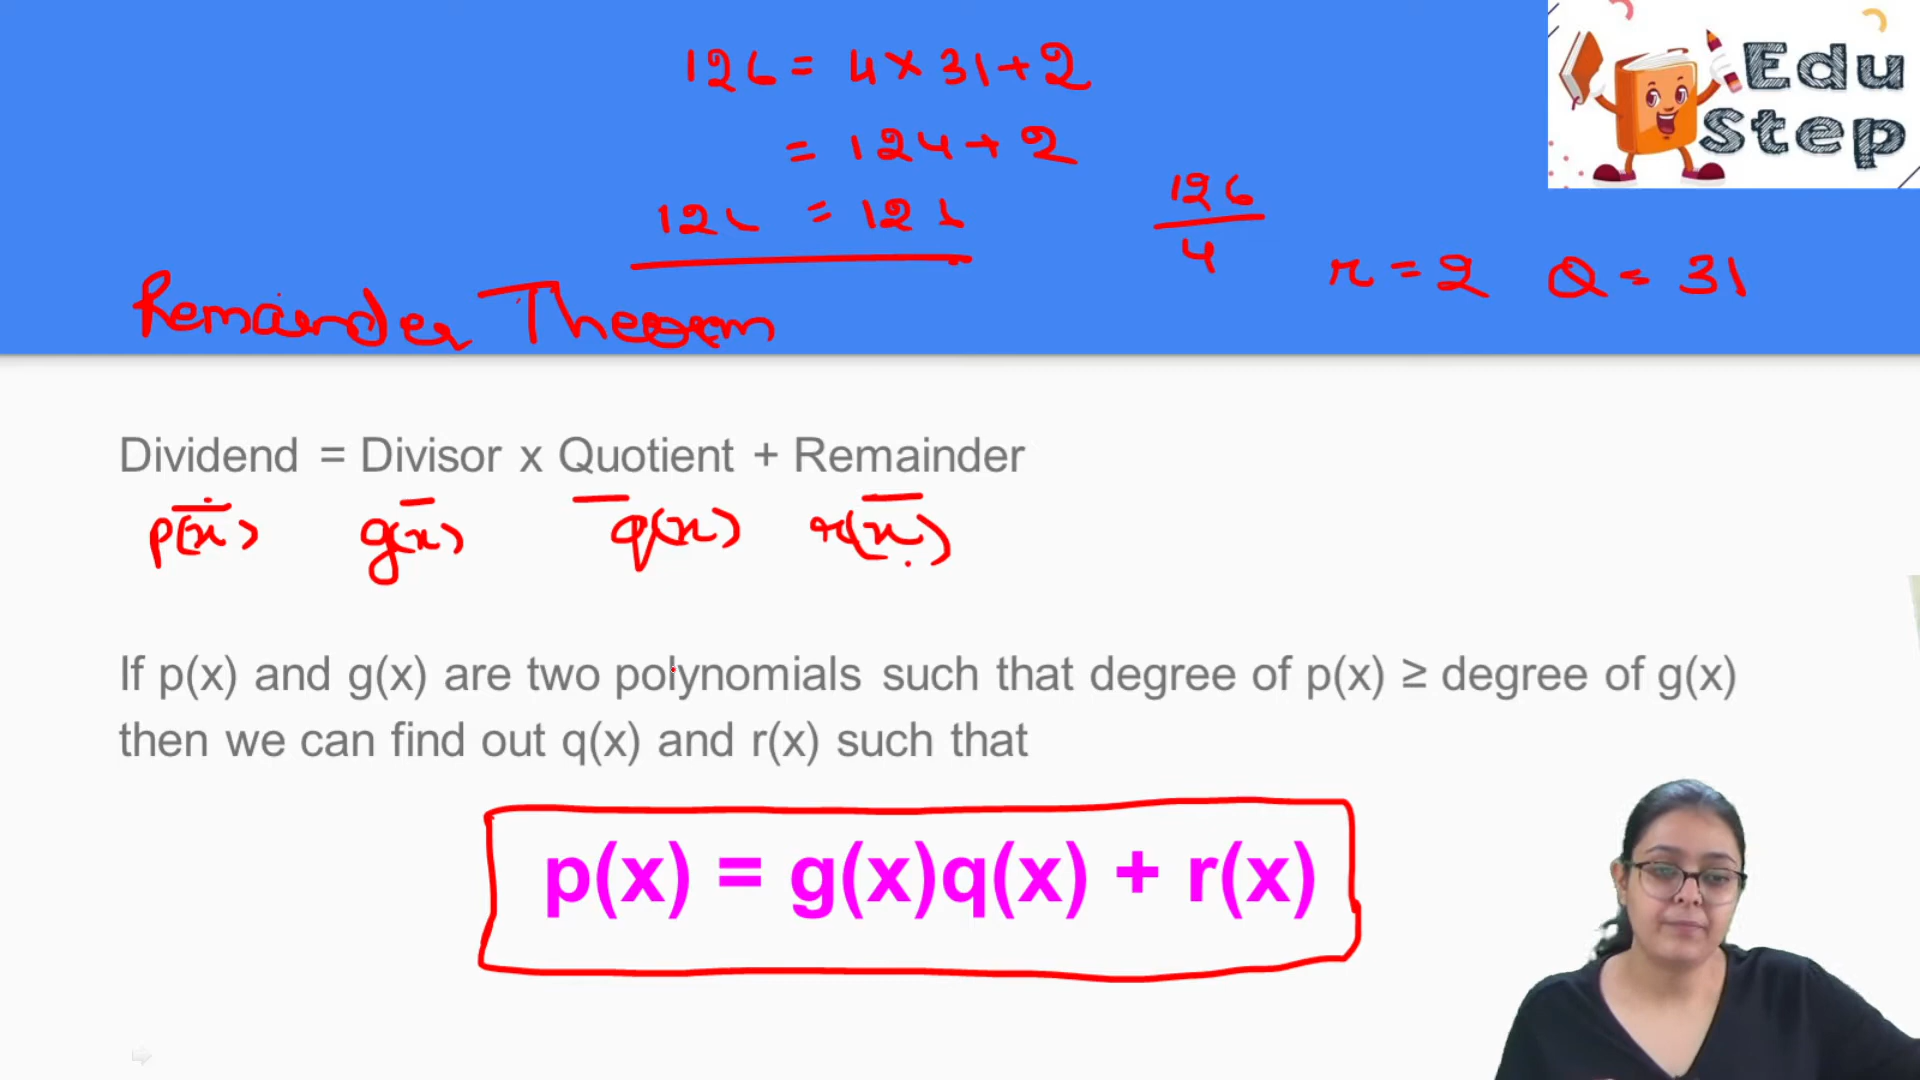 126 = 4 x 31 + 2
= 124 + 2
126 = 126
126
4
r = 2 Q = 31
Edu
Step
Remainder Theorem
Dividend = Divisor x Quotient + Remainder
p(x) g(x) q(x) r(x)
If p(x) and g(x) are two polynomials such that degree of p(x) ≥ degree of g(x)
then we can find out q(x) and r(x) such that
p(x) = g(x)q(x) + r(x)